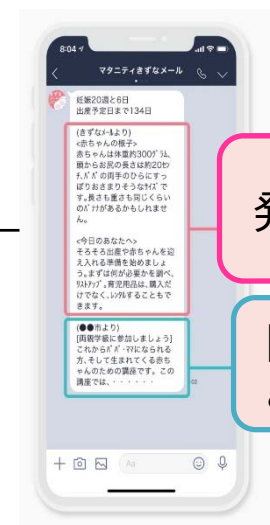 8:04
マタニティきずなメール
妊娠20週と6日
出産予定日まで134日
(きずなメールより)
<赤ちゃんの様子>
赤ちゃんは体重約300グラム、
頭からお尻の長さは約20セン
チ、パパの両手のひらにすっ
ぽりおさまりそうなサイズで
す。長さも重さも同じくらい
のバナナがあるかもしれませ
ん。
<今日のあなたへ>
そろそろ出産や赤ちゃんを迎
え入れる準備を始めましょ
う。まずは何が必要かを調べ、
リストアップ。育児用品は、購入だ
けでなく、レンタルすることもで
きます。
(●●市より)
[両親学級に参加しましょう]
これからパパ・ママになられる
方、そして生まれてくる赤ち
ゃんのための講座です。この
講座では、・・・・・・
Aa